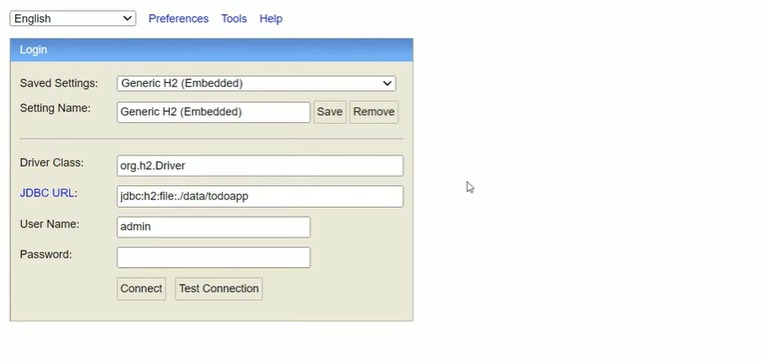 English Preferences Tools Help
Login
Saved Settings: Generic H2 (Embedded)
Setting Name: Generic H2 (Embedded) Save Remove
Driver Class: org.h2.Driver
JDBC URL: jdbc:h2:file:./data/todoapp
User Name: admin
Password:
Connect Test Connection